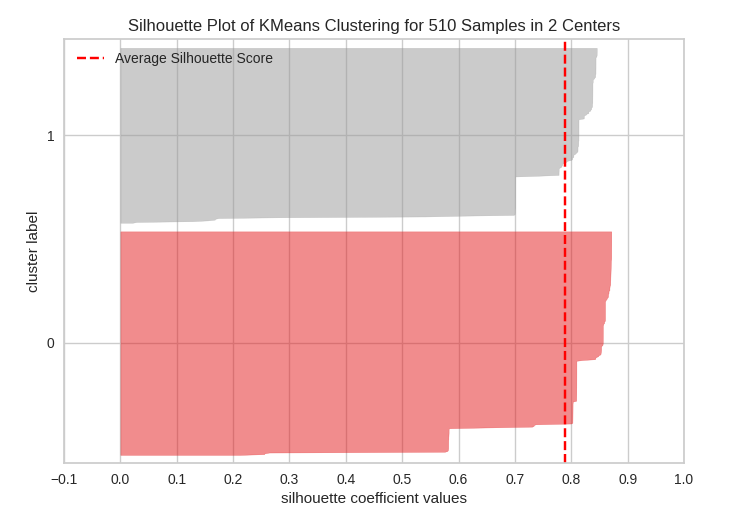 Silhouette Plot of KMeans Clustering for 510 Samples in 2 Centers
Average Silhouette Score
1
cluster label
0
−0.1 0.0 0.1 0.2 0.3 0.4 0.5 0.6 0.7 0.8 0.9 1.0
silhouette coefficient values